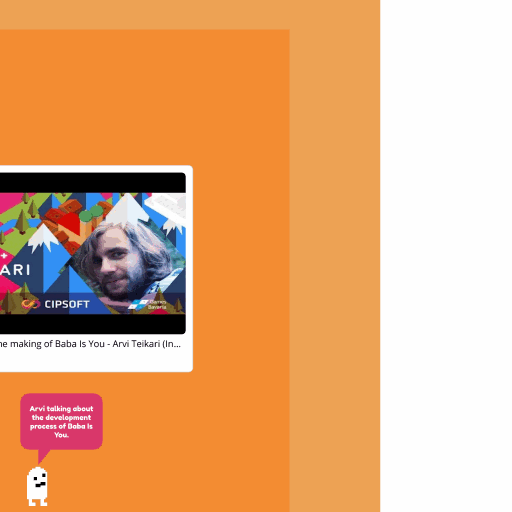 ARI
CIPSOFT
Games
Bavaria
he making of Baba Is You - Arvi Teikari (In...
Arvi talking about
the development
process of Baba Is
You.